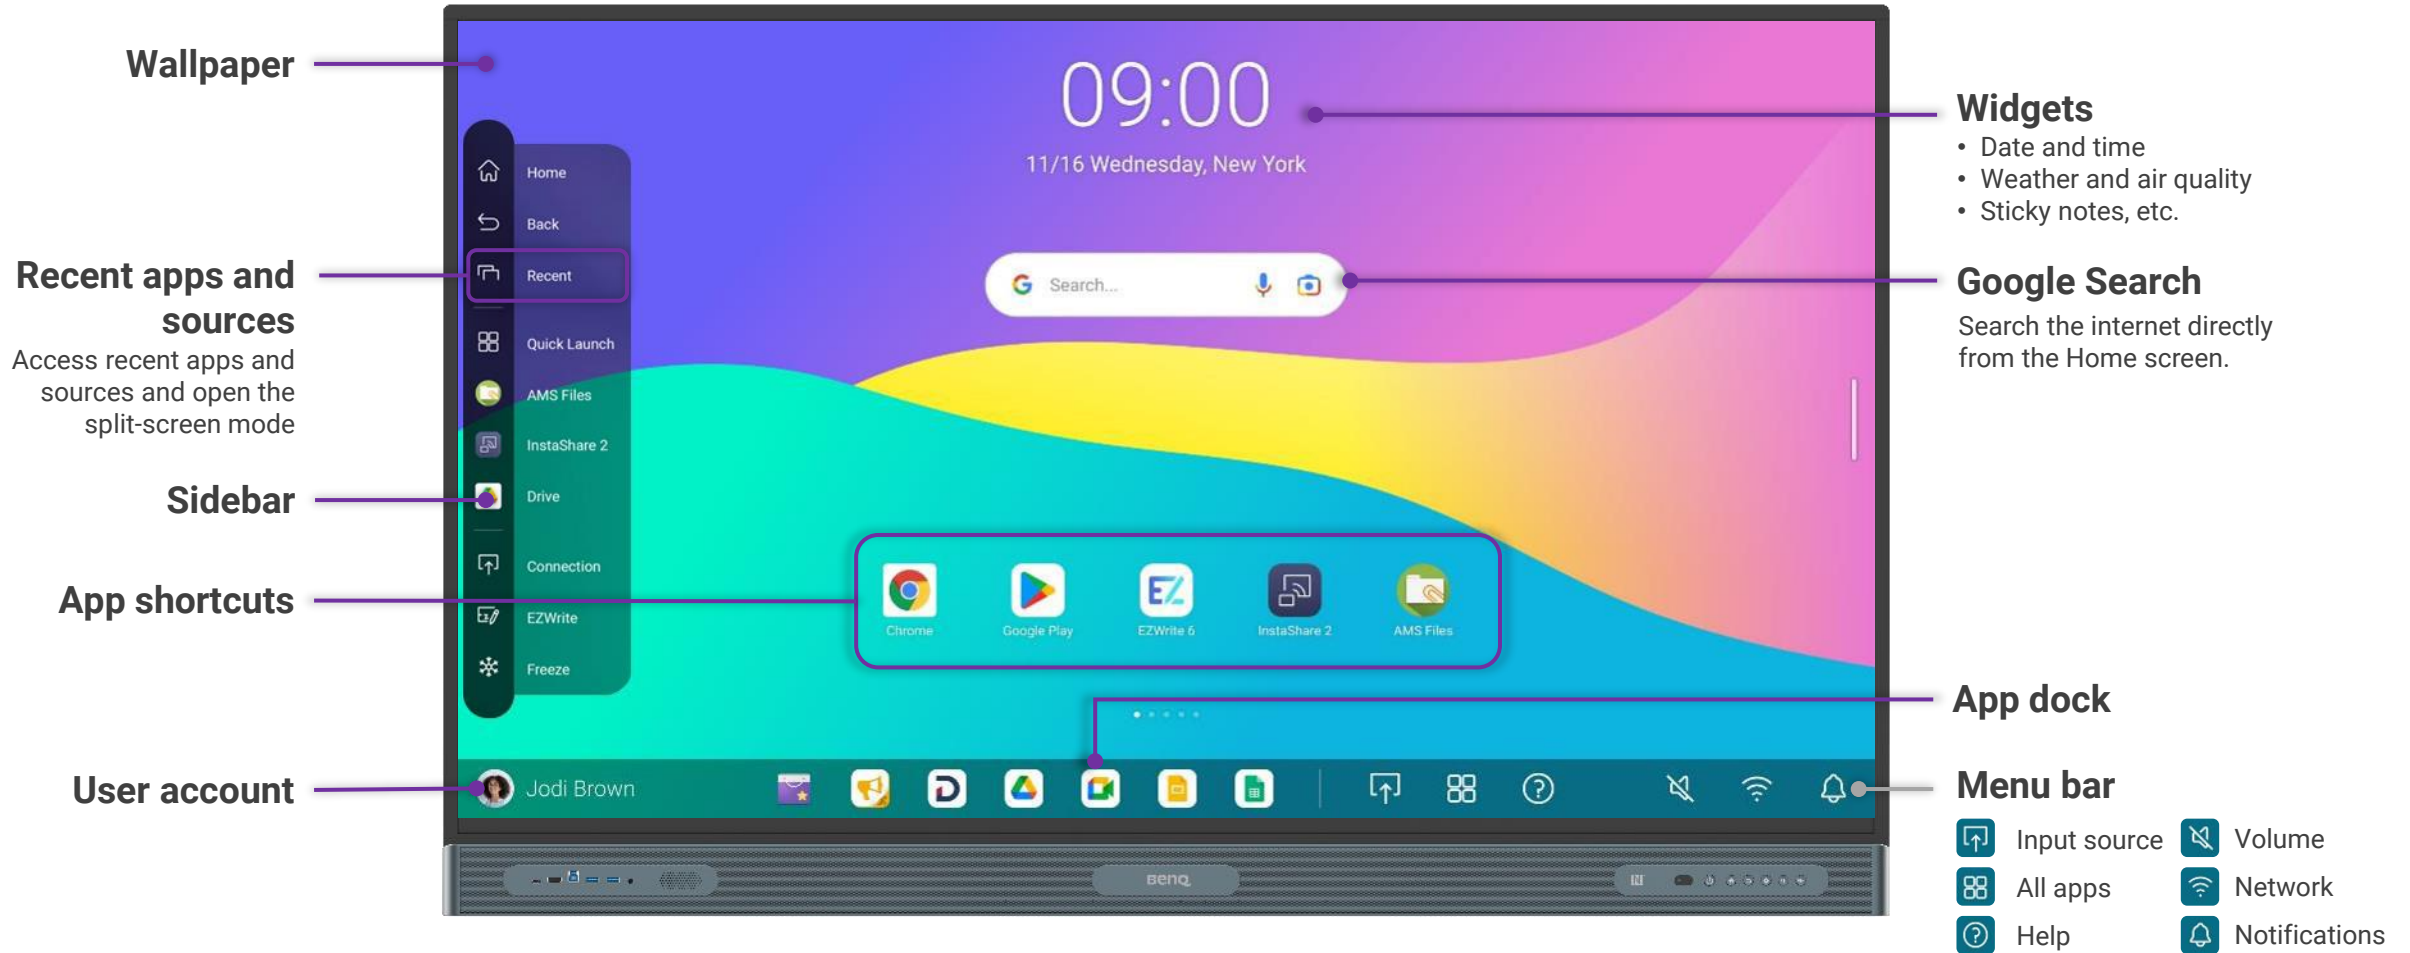 Wallpaper
Recent apps and
sources
Access recent apps and
sources and open the
split-screen mode
Sidebar
App shortcuts
User account
09:00
11/16 Wednesday, New York
Search...
Home
Back
Recent
Quick Launch
AMS Files
InstaShare 2
Drive
Connection
EZWrite
Freeze
EZ
Chrome
Google Play
EZWrite 6
InstaShare 2
AMS Files
Jodi Brown
BenQ
Widgets
• Date and time
• Weather and air quality
• Sticky notes, etc.
Google Search
Search the internet directly
from the Home screen.
App dock
Menu bar
Input source
Volume
All apps
Network
Help
Notifications